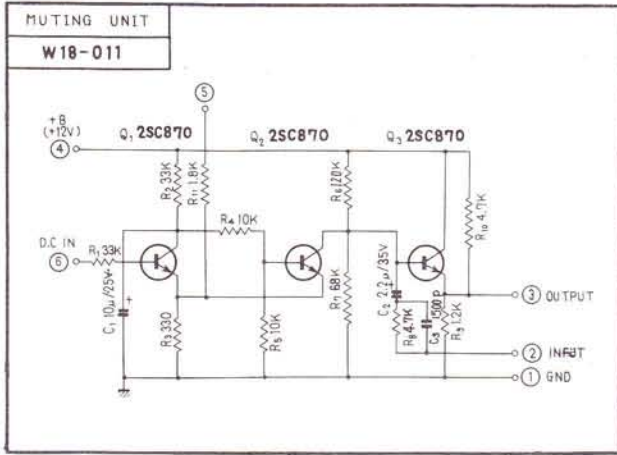 MUTING UNIT
W18-011
⑤
+B
(+12V)
④
Q₁ 2SC870
Q₂ 2SC870
Q₃ 2SC870
R₂ 33K
R₁₁ 1.8K
R₆ 120K
R₁₀ 4.7K
R₄ 10K
D.C IN
⑥
R₁ 33K
C₁ 10μ/25V
+
R₃ 330
R₅ 10K
R₇ 68K
C₂ 2.2μ/35V
R₈ 4.7K
C₃ 1500p
R₉ 1.2K
③ OUTPUT
② INPUT
① GND